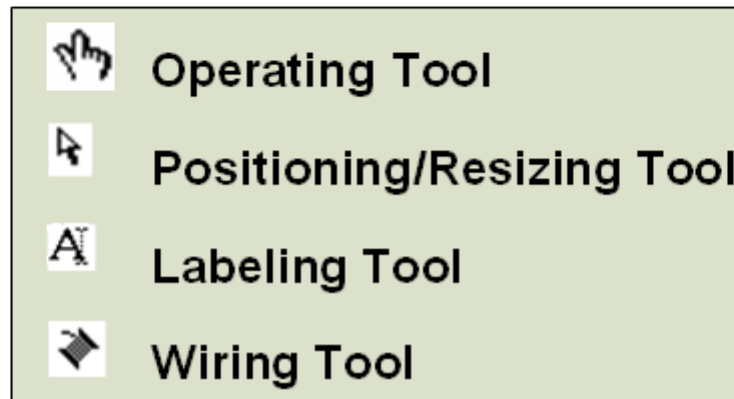 Operating Tool
Positioning/Resizing Tool
Labeling Tool
Wiring Tool